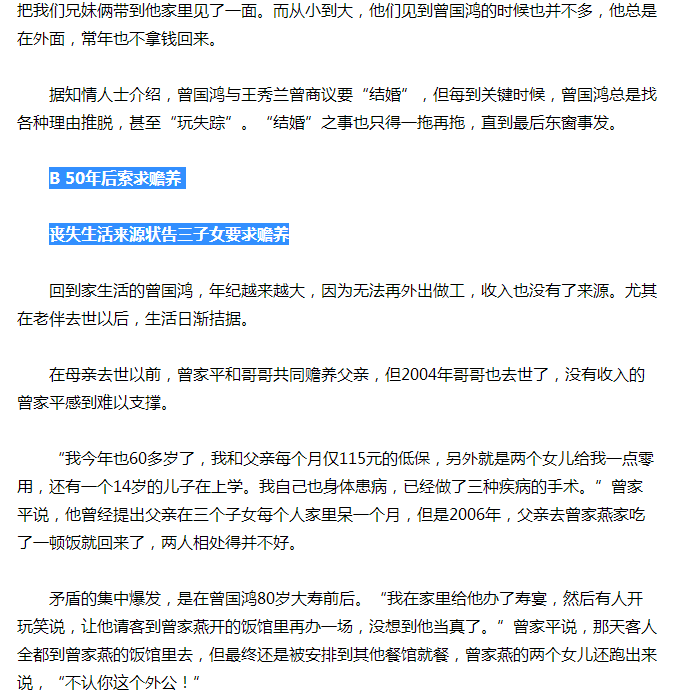 把我们兄妹俩带到他家里见了一面。而从小到大，他们见到曾国鸿的时候也并不多，他总是
在外面，常年也不拿钱回来。
据知情人士介绍，曾国鸿与王秀兰曾商议要“结婚”，但每到关键时候，曾国鸿总是找
各种理由推脱，甚至“玩失踪”。“结婚”之事也只得一拖再拖，直到最后东窗事发。
B 50年后索求赡养
丧失生活来源状告三子女要求赡养
回到家生活的曾国鸿，年纪越来越大，因为无法再外出做工，收入也没有了来源。尤其
在老伴去世以后，生活日渐拮据。
在母亲去世以前，曾家平和哥哥共同赡养父亲，但2004年哥哥也去世了，没有收入的
曾家平感到难以支撑。
“我今年也60多岁了，我和父亲每个月仅115元的低保，另外就是两个女儿给我一点零
用，还有一个14岁的儿子在上学。我自己也身体患病，已经做了三种疾病的手术。”曾家
平说，他曾经提出父亲在三个子女每个人家里呆一个月，但是2006年，父亲去曾家燕家吃
了一顿饭就回来了，两人相处得并不好。
矛盾的集中爆发，是在曾国鸿80岁大寿前后。“我在家里给他办了寿宴，然后有人开
玩笑说，让他请客到曾家燕开的饭馆里再办一场，没想到他当真了。”曾家平说，那天客人
全都到曾家燕的饭馆里去，但最终还是被安排到其他餐馆就餐，曾家燕的两个女儿还跑出来
说，“不认你这个外公！”